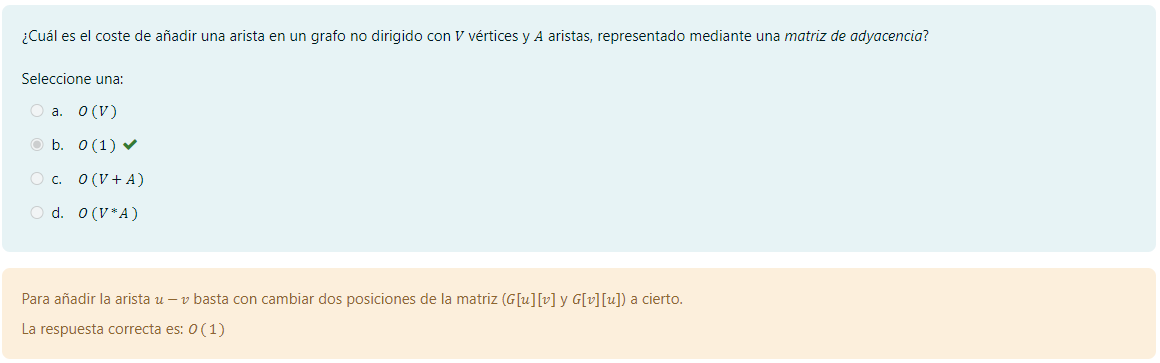 ¿Cuál es el coste de añadir una arista en un grafo no dirigido con V vértices y A aristas, representado mediante una matriz de adyacencia?
Seleccione una:
a. O(V)
b. O(1) ✔
c. O(V + A)
d. O(V * A)
Para añadir la arista u − v basta con cambiar dos posiciones de la matriz (G[u][v] y G[v][u]) a cierto.
La respuesta correcta es: O(1)